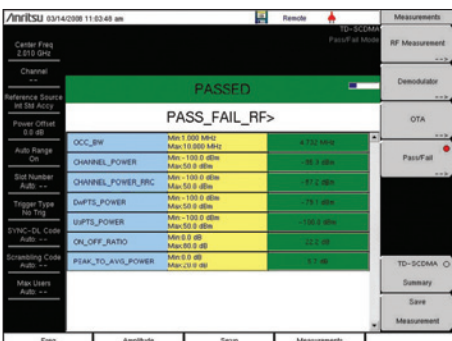 Anritsu 03/14/2008 11:03:48 am
Remote
TD-SCDMA
Pass/Fail Mode
Measurements
Center Freq
2.010 GHz
Channel
--
Reference Source
Int Std Accy
Power Offset
0.0 dB
Auto Range
On
Slot Number
Auto --
Trigger Type
No Trig
SYNC-DL Code
Auto --
Scrambling Code
Auto --
Max Users
Auto --
PASSED
PASS_FAIL_RF>
OCC_BW
Min:1.000 MHz
Max:10.000 MHz
4.732 MHz
CHANNEL_POWER
Min:-100.0 dBm
Max:50.0 dBm
CHANNEL_POWER_RRC
Min:-100.0 dBm
Max:50.0 dBm
DwPTS_POWER
Min:-100.0 dBm
Max:50.0 dBm
UpPTS_POWER
Min:-100.0 dBm
Max:50.0 dBm
-100.0 dBm
ON_OFF_RATIO
Min:0.0 dB
Max:80.0 dB
22.2 dB
PEAK_TO_AVG_POWER
Min:0.0 dB
Max:20.0 dB
RF Measurement
-->
Demodulator
-->
OTA
-->
Pass/Fail
-->
TD-SCDMA
Summary
Save
Measurement
Freq
Amplitude
Setup
Measurements